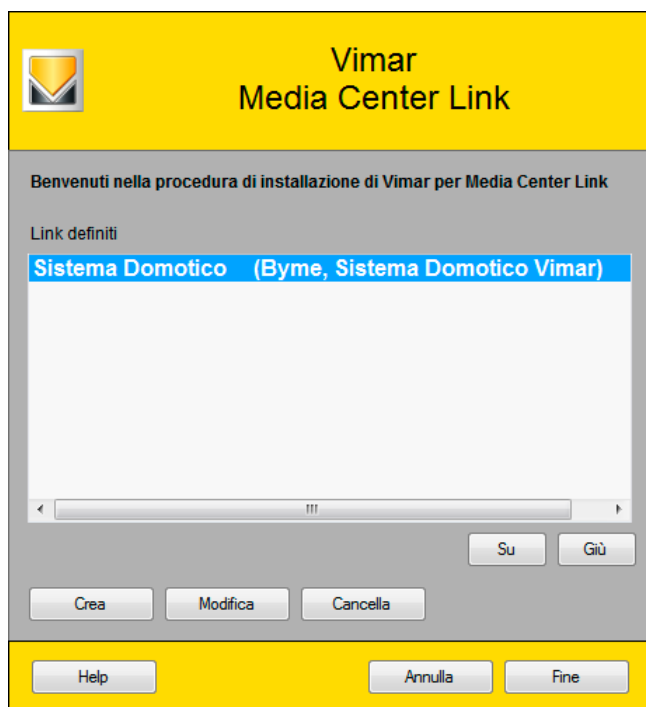 Vimar
Media Center Link
Benvenuti nella procedura di installazione di Vimar per Media Center Link
Link definiti
Sistema Domotico (Byme, Sistema Domotico Vimar)
Su Giù
Crea Modifica Cancella
Help Annulla Fine